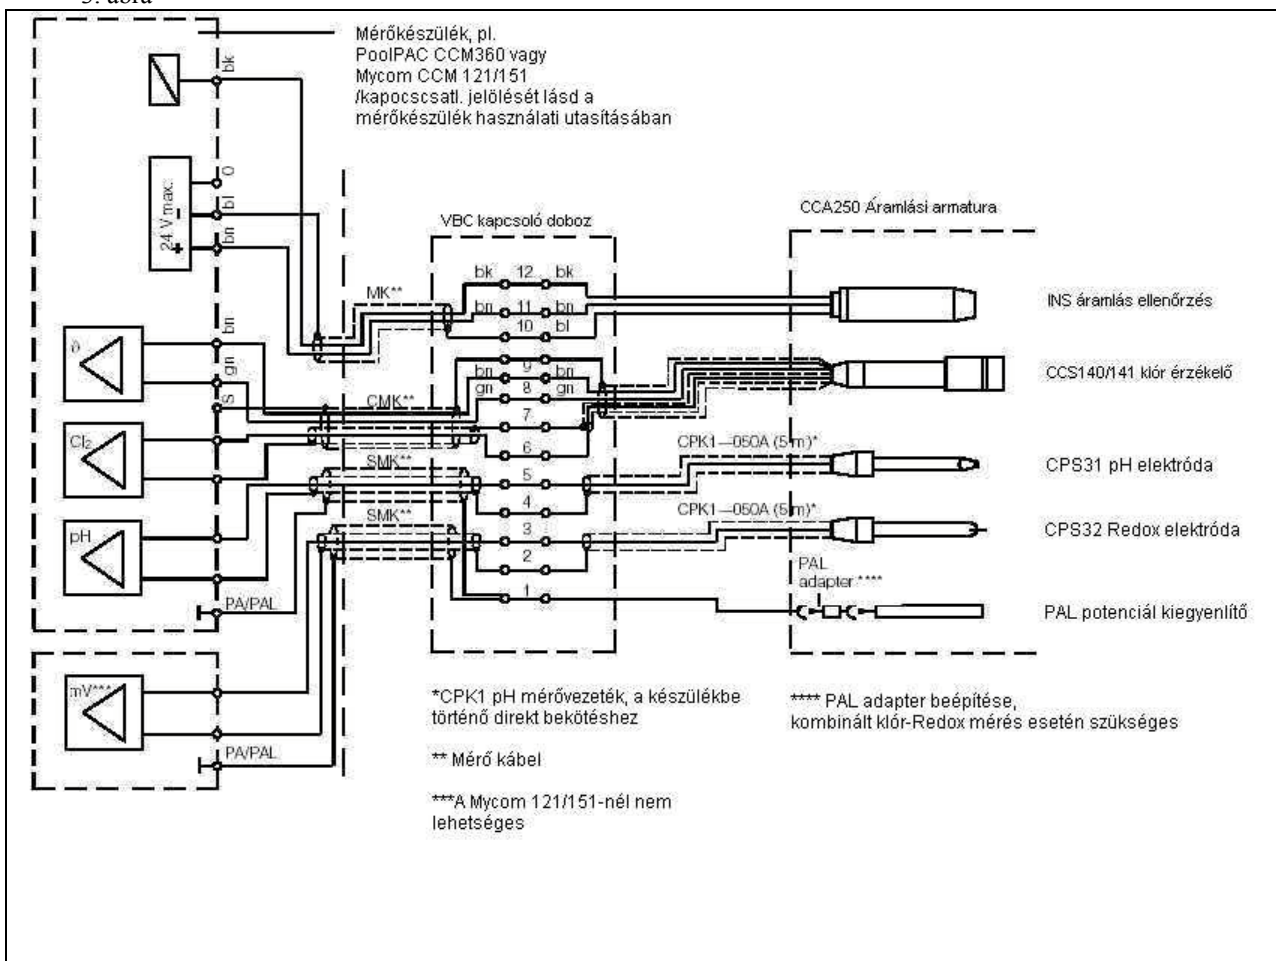 3. ábra
Mérőkészülék, pl.
PoolPAC CCM360 vagy
Mycom CCM 121/151
/kapocscsatl. jelölését lásd a
mérőkészülék használati utasításában
bk
24 V max.
+
−
O
bl
bn
VBC kapcsoló doboz
CCA250 Áramlási armatura
MK**
bk 12 bk
bn 11 bn
10 bl
INS áramlás ellenőrzés
ϑ
bn
gn
S
9
bn bn
gn 8 gn
7
6
CMK**
CCS140/141 klór érzékelő
Cl₂
SMK**
5
4
CPK1—050A (5 m)*
CPS31 pH elektróda
pH
SMK**
3
2
CPK1—050A (5 m)*
CPS32 Redox elektróda
PAL
adapter ****
PA/PAL
1
PAL potenciál kiegyenlítő
mV***
PA/PAL
*CPK1 pH mérővezeték, a készülékbe
történő direkt bekötéshez
** Mérő kábel
***A Mycom 121/151-nél nem
lehetséges
**** PAL adapter beépítése,
kombinált klór-Redox mérés esetén szükséges